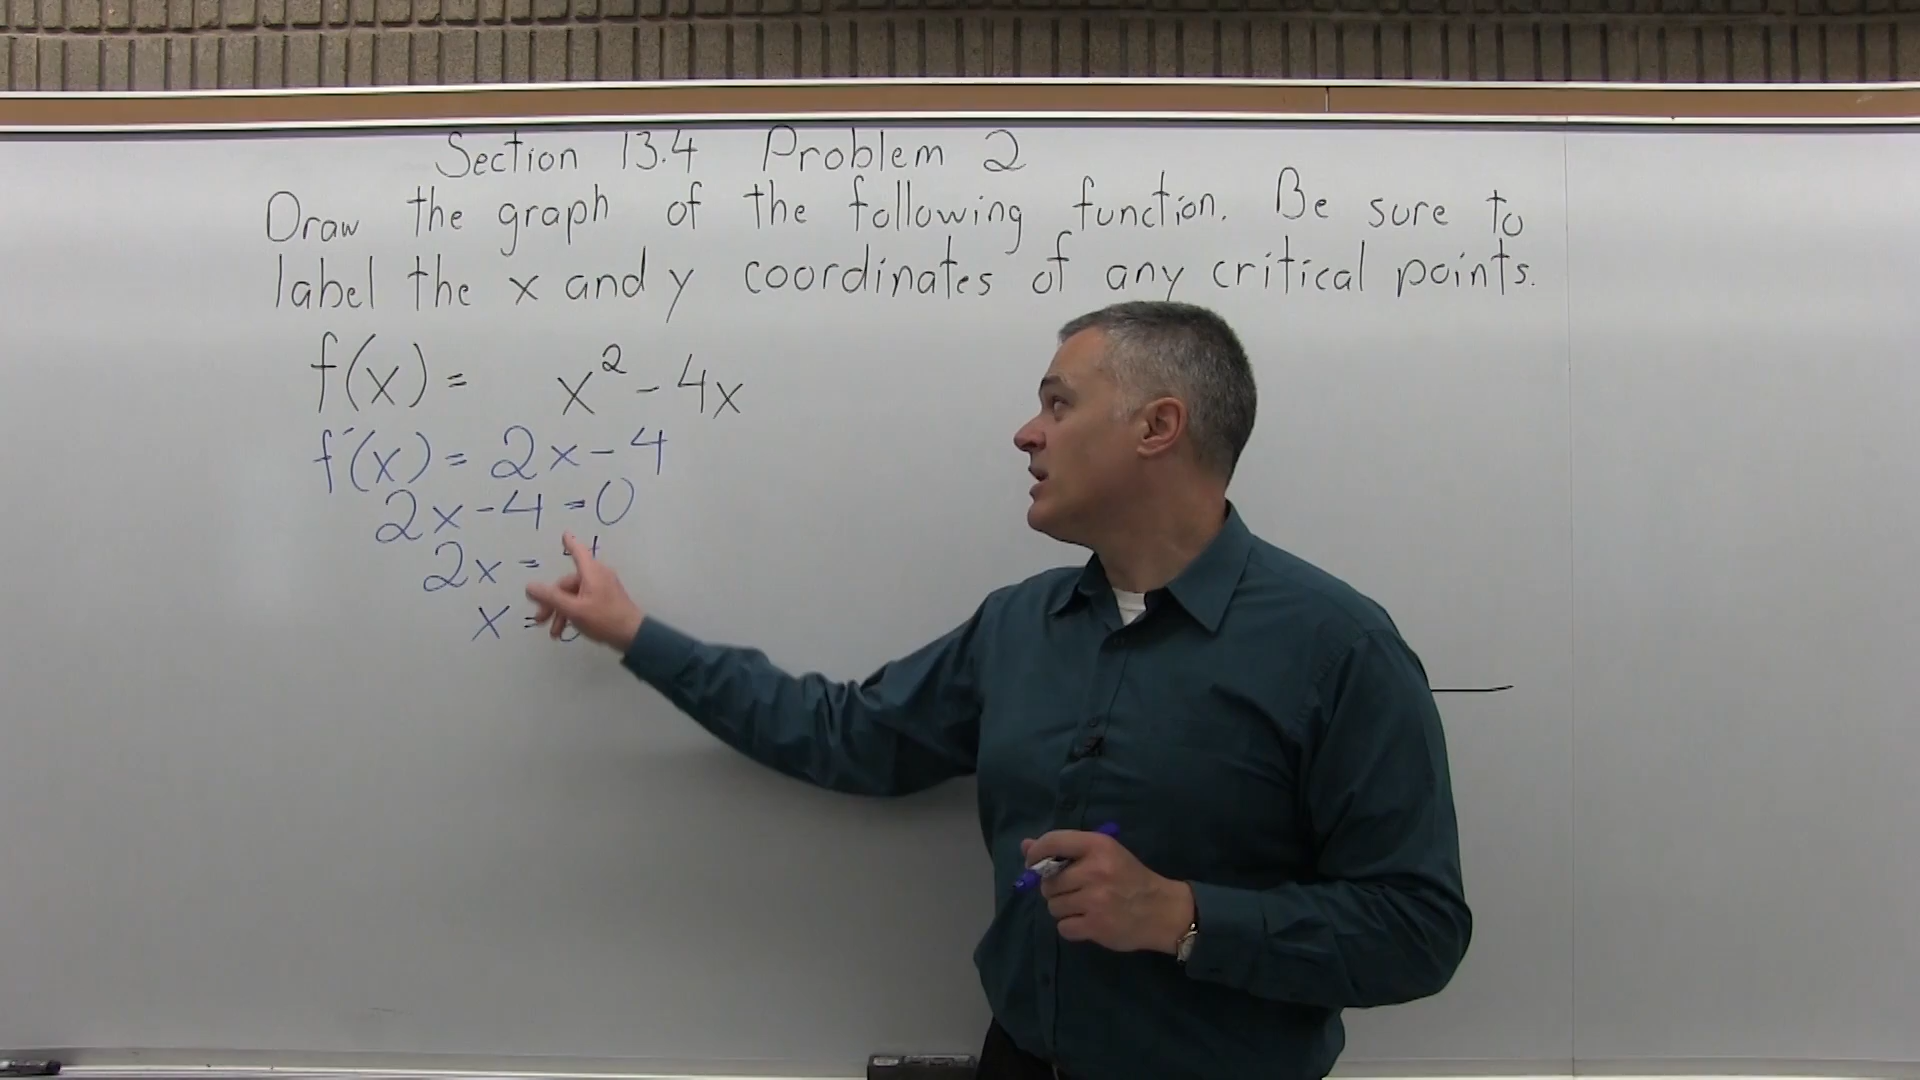 Section 13.4 Problem 2
Draw the graph of the following function. Be sure to
label the x and y coordinates of any critical points.
f(x) = x² - 4x
f'(x) = 2x - 4
2x - 4 = 0
2x =
x =